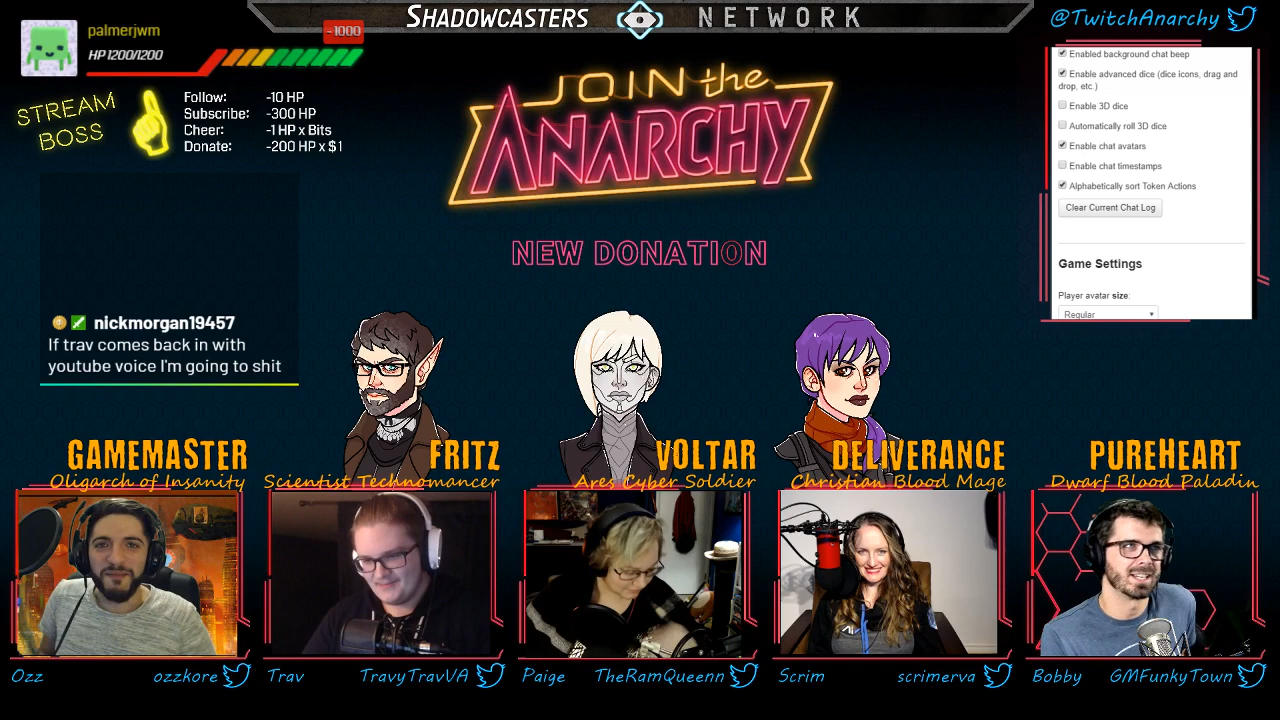 SHADOWCASTERS NETWORK
@TwitchAnarchy
palmerjwm
HP 1200/1200
-1000
STREAM BOSS
Follow: -10 HP
Subscribe: -300 HP
Cheer: -1 HP x Bits
Donate: -200 HP x $1
JOIN the
ANARCHY
NEW DONATION
Enabled background chat beep
Enable advanced dice (dice icons, drag and
drop, etc.)
Enable 3D dice
Automatically roll 3D dice
Enable chat avatars
Enable chat timestamps
Alphabetically sort Token Actions
Clear Current Chat Log
Game Settings
Player avatar size:
Regular
nickmorgan19457
If trav comes back in with
youtube voice I'm going to shit
GAMEMASTER
Oligarch of Insanity
FRITZ
Scientist Technomancer
VOLTAR
Ares Cyber Soldier
DELIVERANCE
Christian Blood Mage
PUREHEART
Dwarf Blood Paladin
Ozz ozzkore
Trav TravyTravVA
Paige TheRamQueenn
Scrim scrimerva
Bobby GMFunkyTown